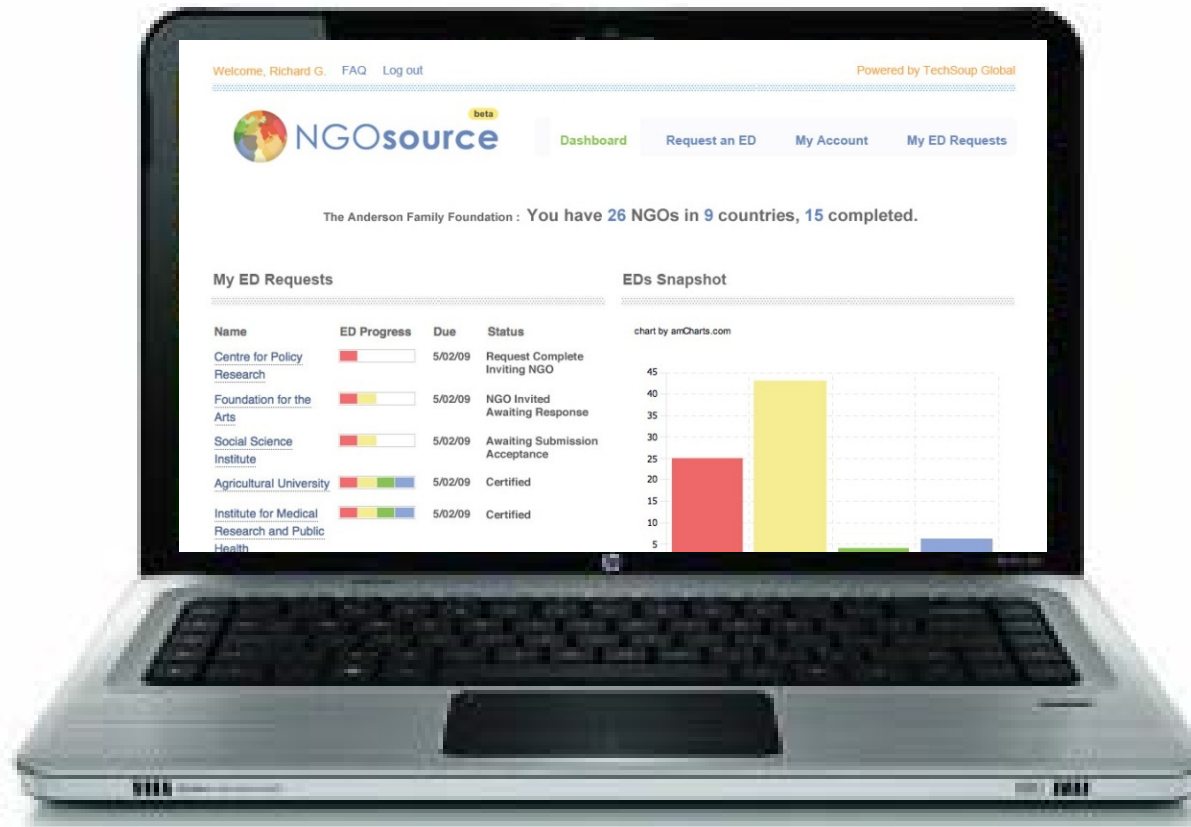 Welcome, Richard G. FAQ Log out
Powered by TechSoup Global
NGOsource
beta
Dashboard Request an ED My Account My ED Requests
The Anderson Family Foundation : You have 26 NGOs in 9 countries, 15 completed.
My ED Requests
Name ED Progress Due Status
Centre for Policy
Research
5/02/09
Request Complete
Inviting NGO
Foundation for the
Arts
5/02/09
NGO Invited
Awaiting Response
Social Science
Institute
5/02/09
Awaiting Submission
Acceptance
Agricultural University 5/02/09 Certified
Institute for Medical
Research and Public
Health
5/02/09 Certified
EDs Snapshot
chart by amCharts.com
45
40
35
30
25
20
15
10
5